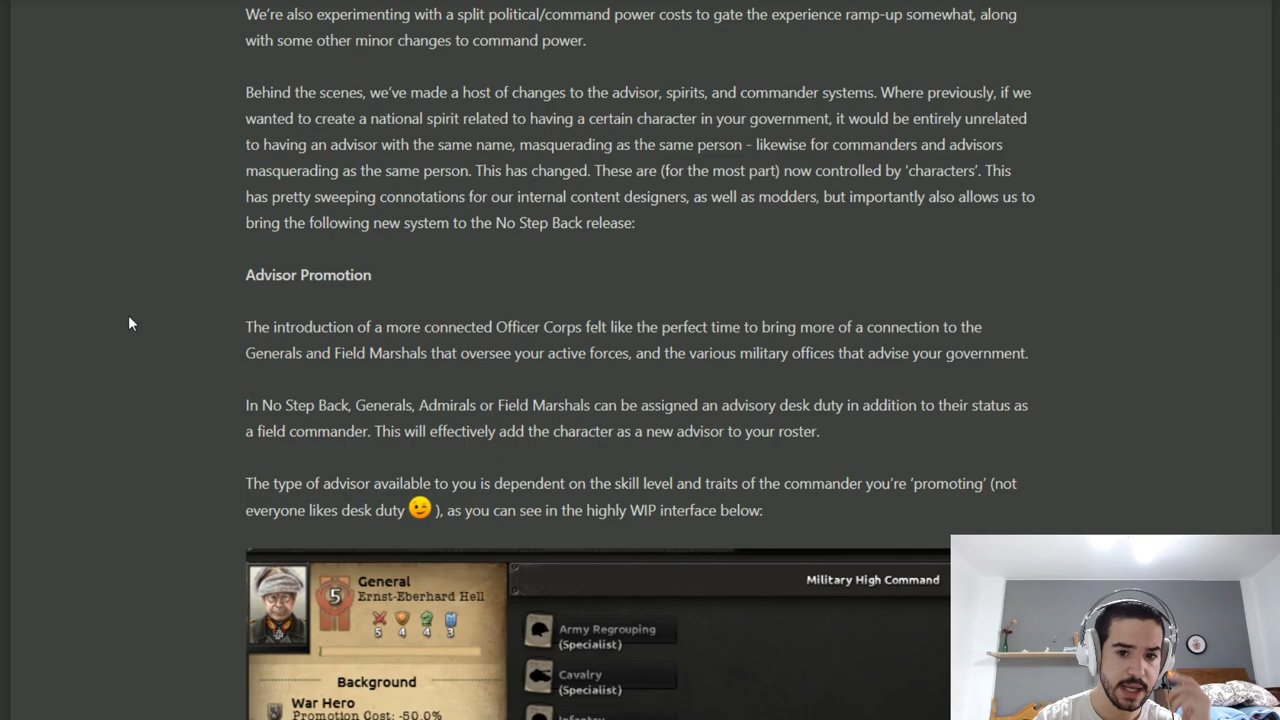 We're also experimenting with a split political/command power costs to gate the experience ramp-up somewhat, along
with some other minor changes to command power.
Behind the scenes, we've made a host of changes to the advisor, spirits, and commander systems. Where previously, if we
wanted to create a national spirit related to having a certain character in your government, it would be entirely unrelated
to having an advisor with the same name, masquerading as the same person - likewise for commanders and advisors
masquerading as the same person. This has changed. These are (for the most part) now controlled by 'characters'. This
has pretty sweeping connotations for our internal content designers, as well as modders, but importantly also allows us to
bring the following new system to the No Step Back release:
Advisor Promotion
The introduction of a more connected Officer Corps felt like the perfect time to bring more of a connection to the
Generals and Field Marshals that oversee your active forces, and the various military offices that advise your government.
In No Step Back, Generals, Admirals or Field Marshals can be assigned an advisory desk duty in addition to their status as
a field commander. This will effectively add the character as a new advisor to your roster.
The type of advisor available to you is dependent on the skill level and traits of the commander you're 'promoting' (not
everyone likes desk duty 😉 ), as you can see in the highly WIP interface below:
General
Ernst-Eberhard Hell
5
5 4 4 3
Background
War Hero
Promotion Cost: -50.0%
Military High Command
Army Regrouping
(Specialist)
Cavalry
(Specialist)
Infantry